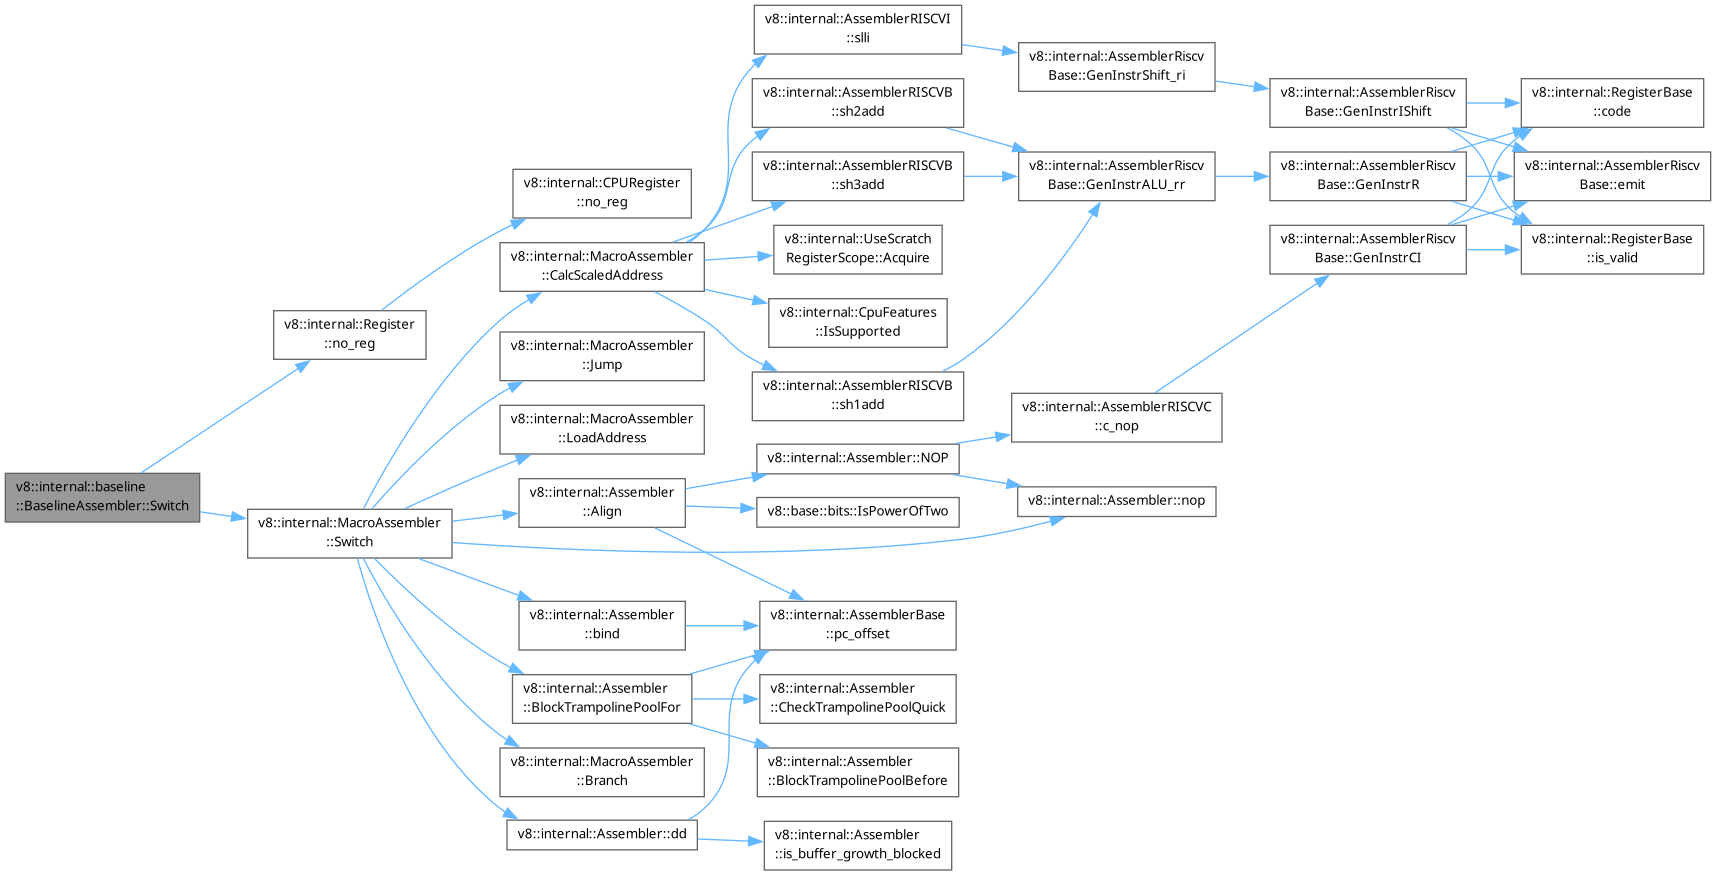 v8::internal::baseline
::BaselineAssembler::Switch
v8::internal::Register
::no_reg
v8::internal::CPURegister
::no_reg
v8::internal::MacroAssembler
::Switch
v8::internal::MacroAssembler
::CalcScaledAddress
v8::internal::MacroAssembler
::Jump
v8::internal::MacroAssembler
::LoadAddress
v8::internal::Assembler
::Align
v8::internal::Assembler
::bind
v8::internal::Assembler
::BlockTrampolinePoolFor
v8::internal::MacroAssembler
::Branch
v8::internal::Assembler::dd
v8::internal::AssemblerRISCVI
::slli
v8::internal::AssemblerRISCVB
::sh2add
v8::internal::AssemblerRISCVB
::sh3add
v8::internal::UseScratch
RegisterScope::Acquire
v8::internal::CpuFeatures
::IsSupported
v8::internal::AssemblerRISCVB
::sh1add
v8::internal::Assembler::NOP
v8::base::bits::IsPowerOfTwo
v8::internal::AssemblerBase
::pc_offset
v8::internal::Assembler
::CheckTrampolinePoolQuick
v8::internal::Assembler
::BlockTrampolinePoolBefore
v8::internal::Assembler
::is_buffer_growth_blocked
v8::internal::AssemblerRiscv
Base::GenInstrShift_ri
v8::internal::AssemblerRiscv
Base::GenInstrALU_rr
v8::internal::AssemblerRISCVC
::c_nop
v8::internal::Assembler::nop
v8::internal::AssemblerRiscv
Base::GenInstrIShift
v8::internal::AssemblerRiscv
Base::GenInstrR
v8::internal::AssemblerRiscv
Base::GenInstrCI
v8::internal::RegisterBase
::code
v8::internal::AssemblerRiscv
Base::emit
v8::internal::RegisterBase
::is_valid